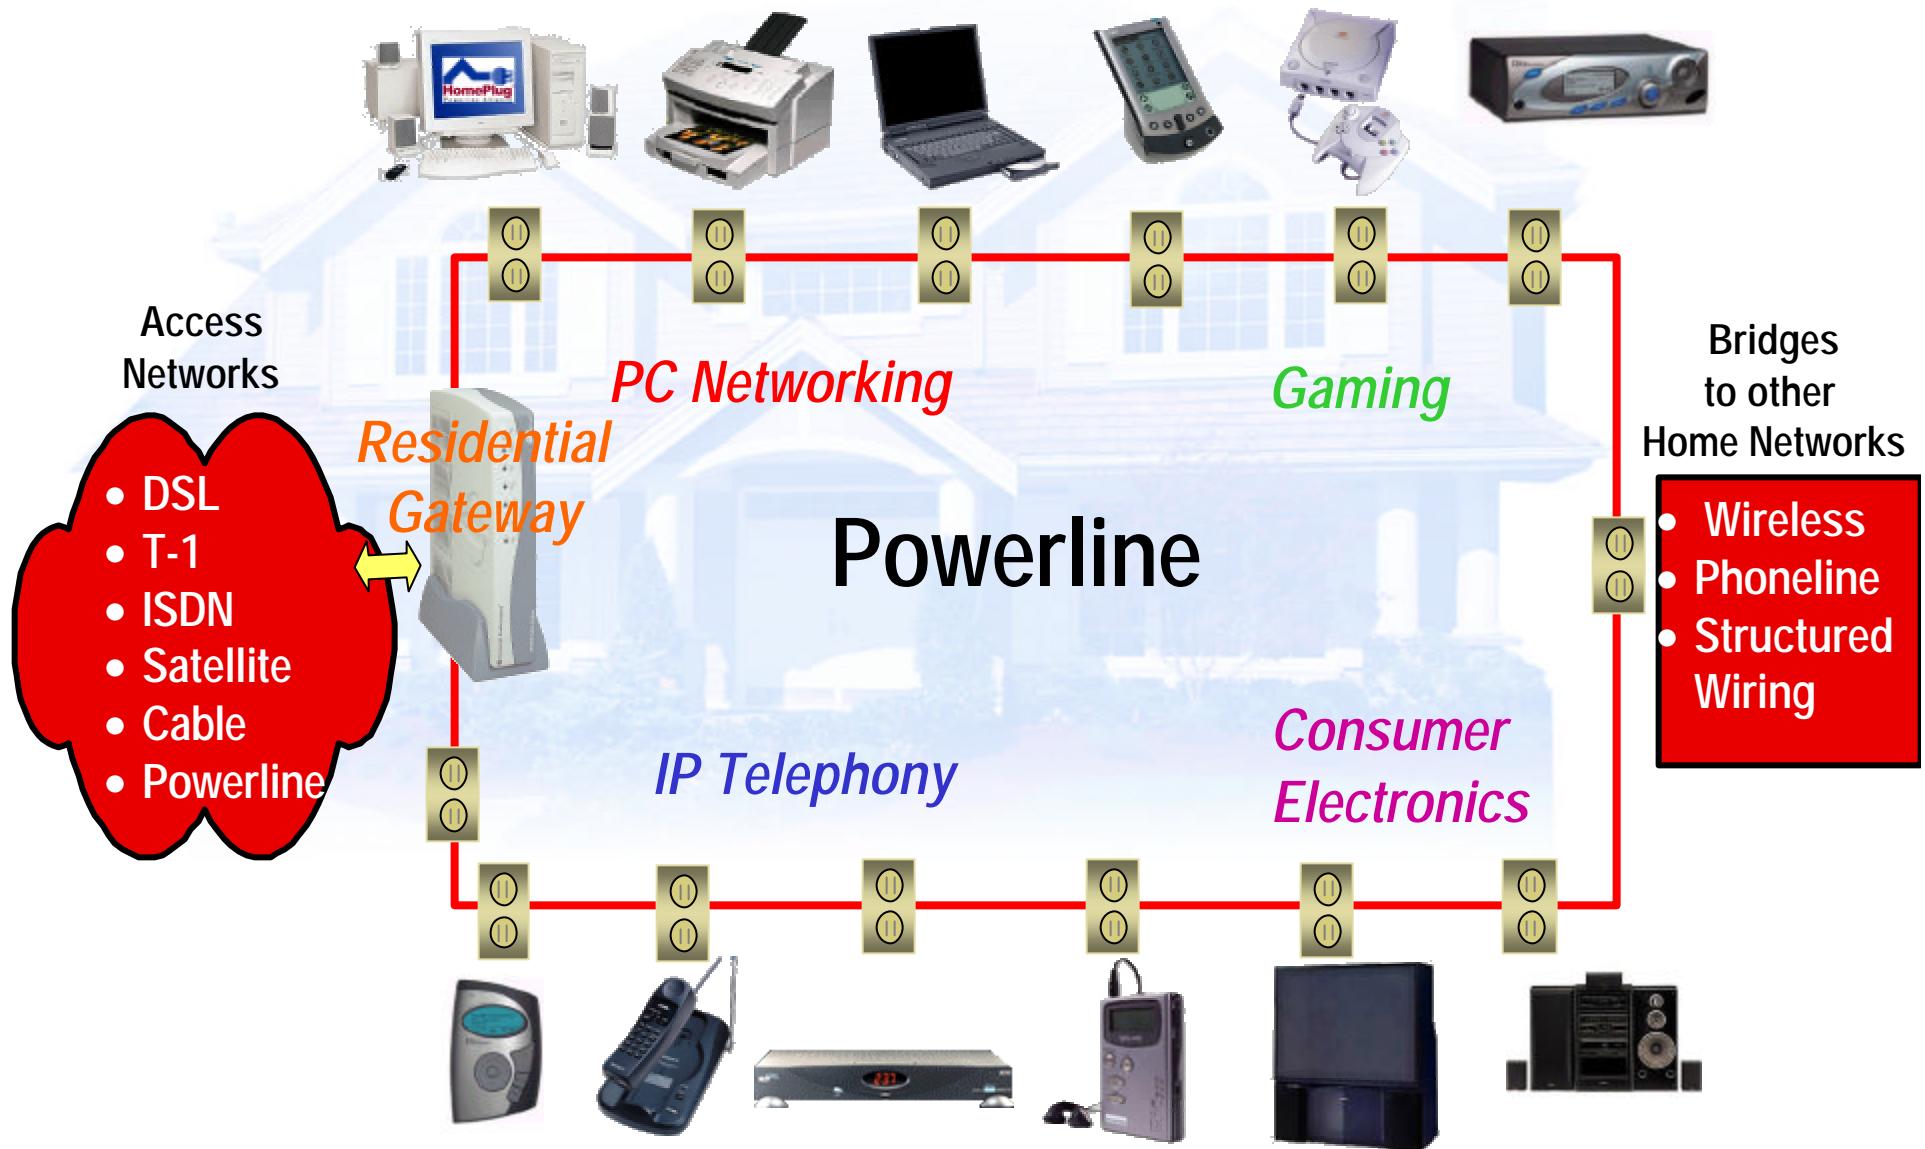 HomePlug
Access
Networks
• DSL
• T-1
• ISDN
• Satellite
• Cable
• Powerline
Residential
Gateway
PC Networking
Gaming
Powerline
IP Telephony
Consumer
Electronics
Bridges
to other
Home Networks
• Wireless
• Phoneline
• Structured
Wiring
237